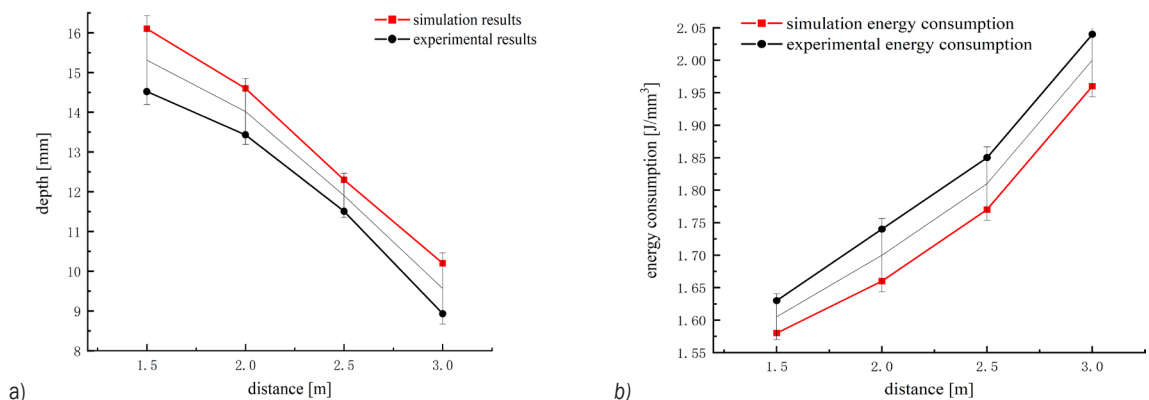 simulation results
experimental results
16
15
14
13
12
11
10
9
8
depth [mm]
1.5 2.0 2.5 3.0
distance [m]
a)
simulation energy consumption
experimental energy consumption
2.05
2.00
1.95
1.90
1.85
1.80
1.75
1.70
1.65
1.60
1.55
energy consumption [J/mm³]
1.5 2.0 2.5 3.0
distance [m]
b)